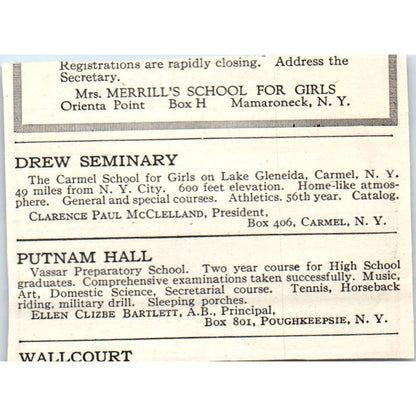 Registrations are rapidly closing. Address the
Secretary.
Mrs. MERRILL'S SCHOOL FOR GIRLS
Orienta Point Box H Mamaroneck, N. Y.
DREW SEMINARY
The Carmel School for Girls on Lake Gleneida, Carmel, N. Y.
49 miles from N. Y. City. 600 feet elevation. Home-like atmos-
phere. General and special courses. Athletics. 56th year. Catalog.
CLARENCE PAUL MCCLELLAND, President,
Box 406, CARMEL, N. Y.
PUTNAM HALL
Vassar Preparatory School. Two year course for High School
graduates. Comprehensive examinations taken successfully. Music,
Art, Domestic Science, Secretarial course. Tennis, Horseback
riding, military drill. Sleeping porches.
ELLEN CLIZBE BARTLETT, A.B., Principal,
Box 801, POUGHKEEPSIE, N. Y.
WALLCOURT